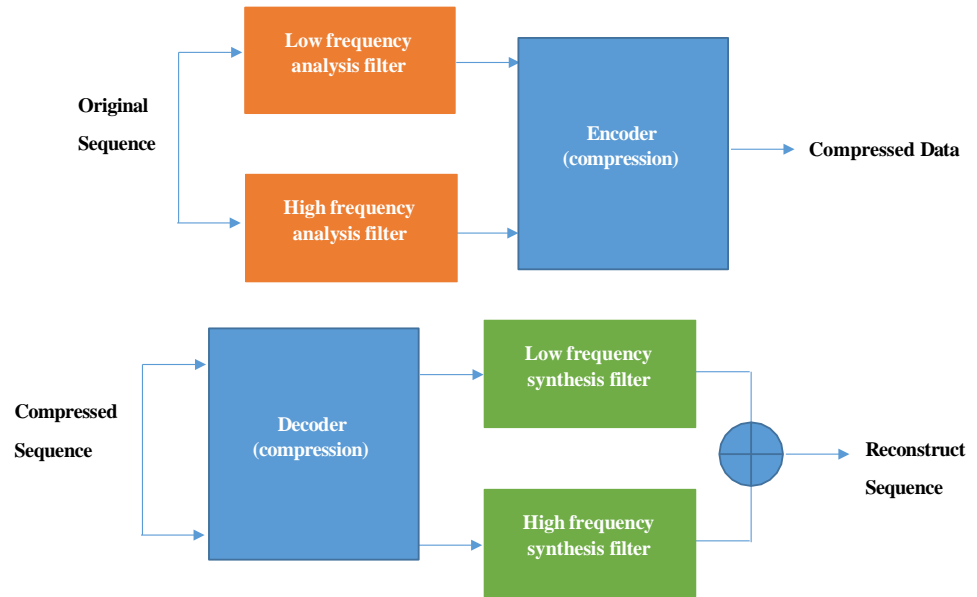 Low frequency
analysis filter
Original
Sequence
Encoder
(compression)
Compressed Data
High frequency
analysis filter
Low frequency
synthesis filter
Compressed
Sequence
Decoder
(compression)
Reconstruct
Sequence
High frequency
synthesis filter